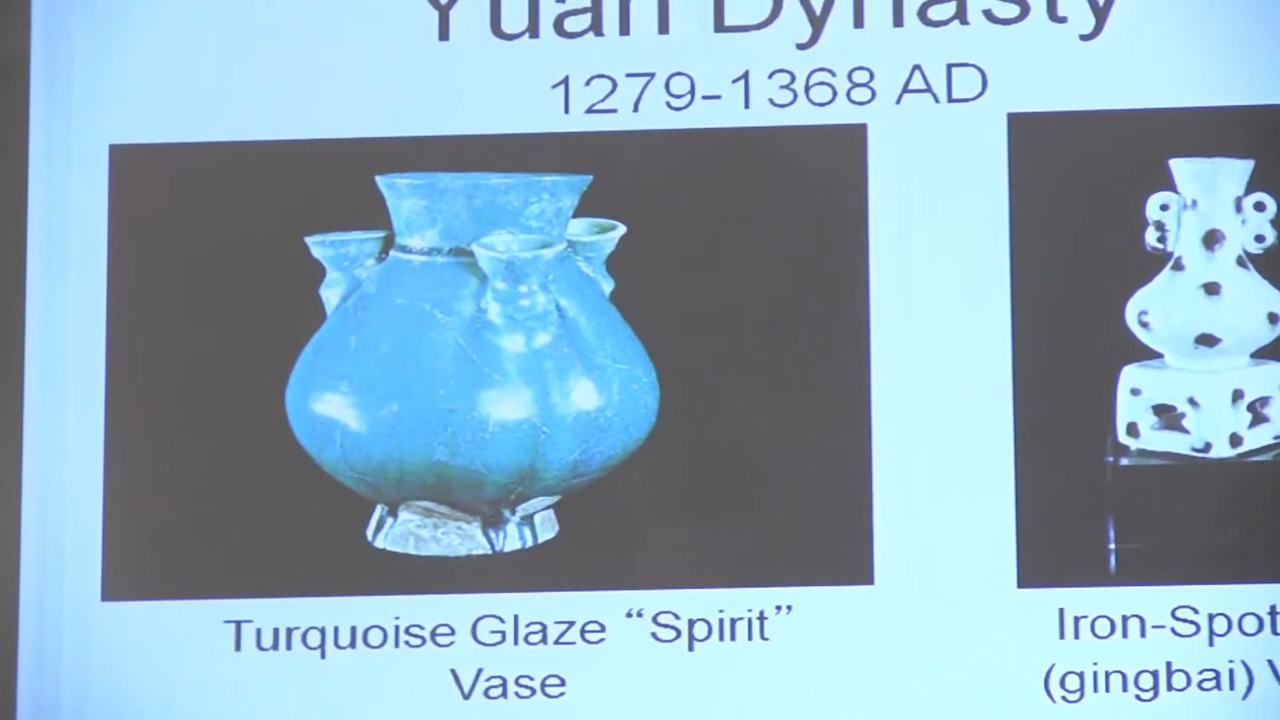 Yuan Dynasty
1279-1368 AD
Turquoise Glaze “Spirit”
Vase
Iron-Spot
(gingbai) V